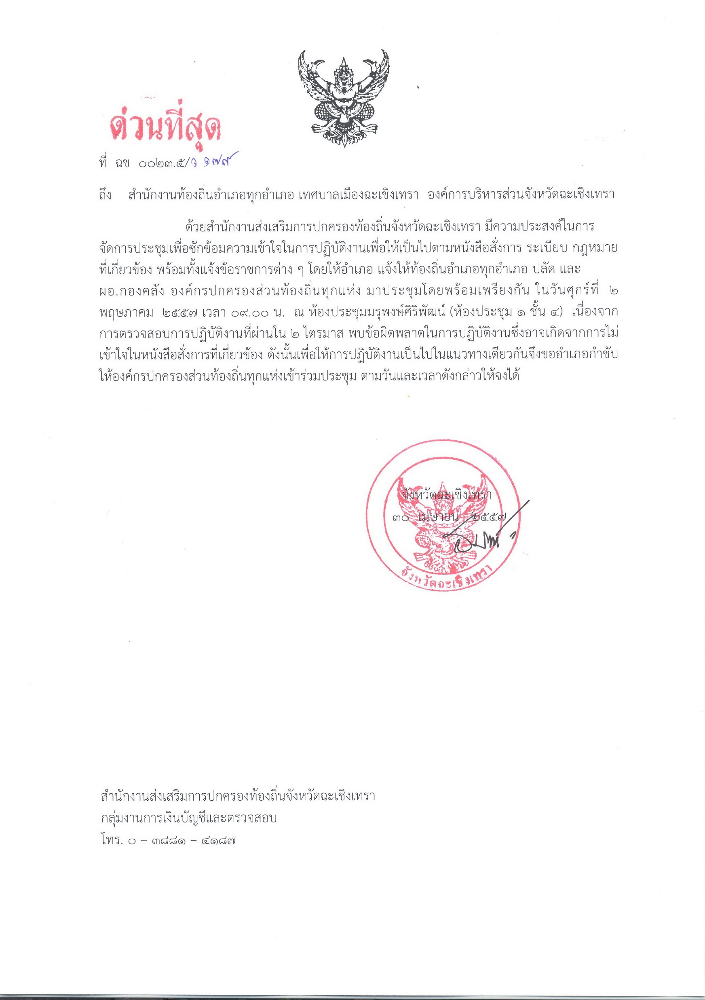 ด่วนที่สุด
ที่ ฉช ๐๐๒๓.๕/ว ๑๗๙
ถึง สำนักงานท้องถิ่นอำเภอทุกอำเภอ เทศบาลเมืองฉะเชิงเทรา องค์การบริหารส่วนจังหวัดฉะเชิงเทรา
ด้วยสำนักงานส่งเสริมการปกครองท้องถิ่นจังหวัดฉะเชิงเทรา มีความประสงค์ในการ
จัดการประชุมเพื่อซักซ้อมความเข้าใจในการปฏิบัติงานเพื่อให้เป็นไปตามหนังสือสั่งการ ระเบียบ กฎหมาย
ที่เกี่ยวข้อง พร้อมทั้งแจ้งข้อราชการต่าง ๆ โดยให้อำเภอ แจ้งให้ท้องถิ่นอำเภอทุกอำเภอ ปลัด และ
ผอ.กองคลัง องค์กรปกครองส่วนท้องถิ่นทุกแห่ง มาประชุมโดยพร้อมเพรียงกัน ในวันศุกร์ที่ ๒
พฤษภาคม ๒๕๕๗ เวลา ๐๙.๐๐ น. ณ ห้องประชุมมรุพงษ์ศิริพัฒน์ (ห้องประชุม ๑ ชั้น ๔) เนื่องจาก
การตรวจสอบการปฏิบัติงานที่ผ่านใน ๒ ไตรมาส พบข้อผิดพลาดในการปฏิบัติงานซึ่งอาจเกิดจากการไม่
เข้าใจในหนังสือสั่งการที่เกี่ยวข้อง ดังนั้นเพื่อให้การปฎิบัติงานเป็นไปในแนวทางเดียวกันจึงขออำเภอกำชับ
ให้องค์กรปกครองส่วนท้องถิ่นทุกแห่งเข้าร่วมประชุม ตามวันและเวลาดังกล่าวให้จงได้
จังหวัดฉะเชิงเทรา
๓๐ เมษายน ๒๕๕๗
จังหวัดฉะเชิงเทรา
สำนักงานส่งเสริมการปกครองท้องถิ่นจังหวัดฉะเชิงเทรา
กลุ่มงานการเงินบัญชีและตรวจสอบ
โทร. ๐ – ๓๘๘๑ – ๔๑๘๗